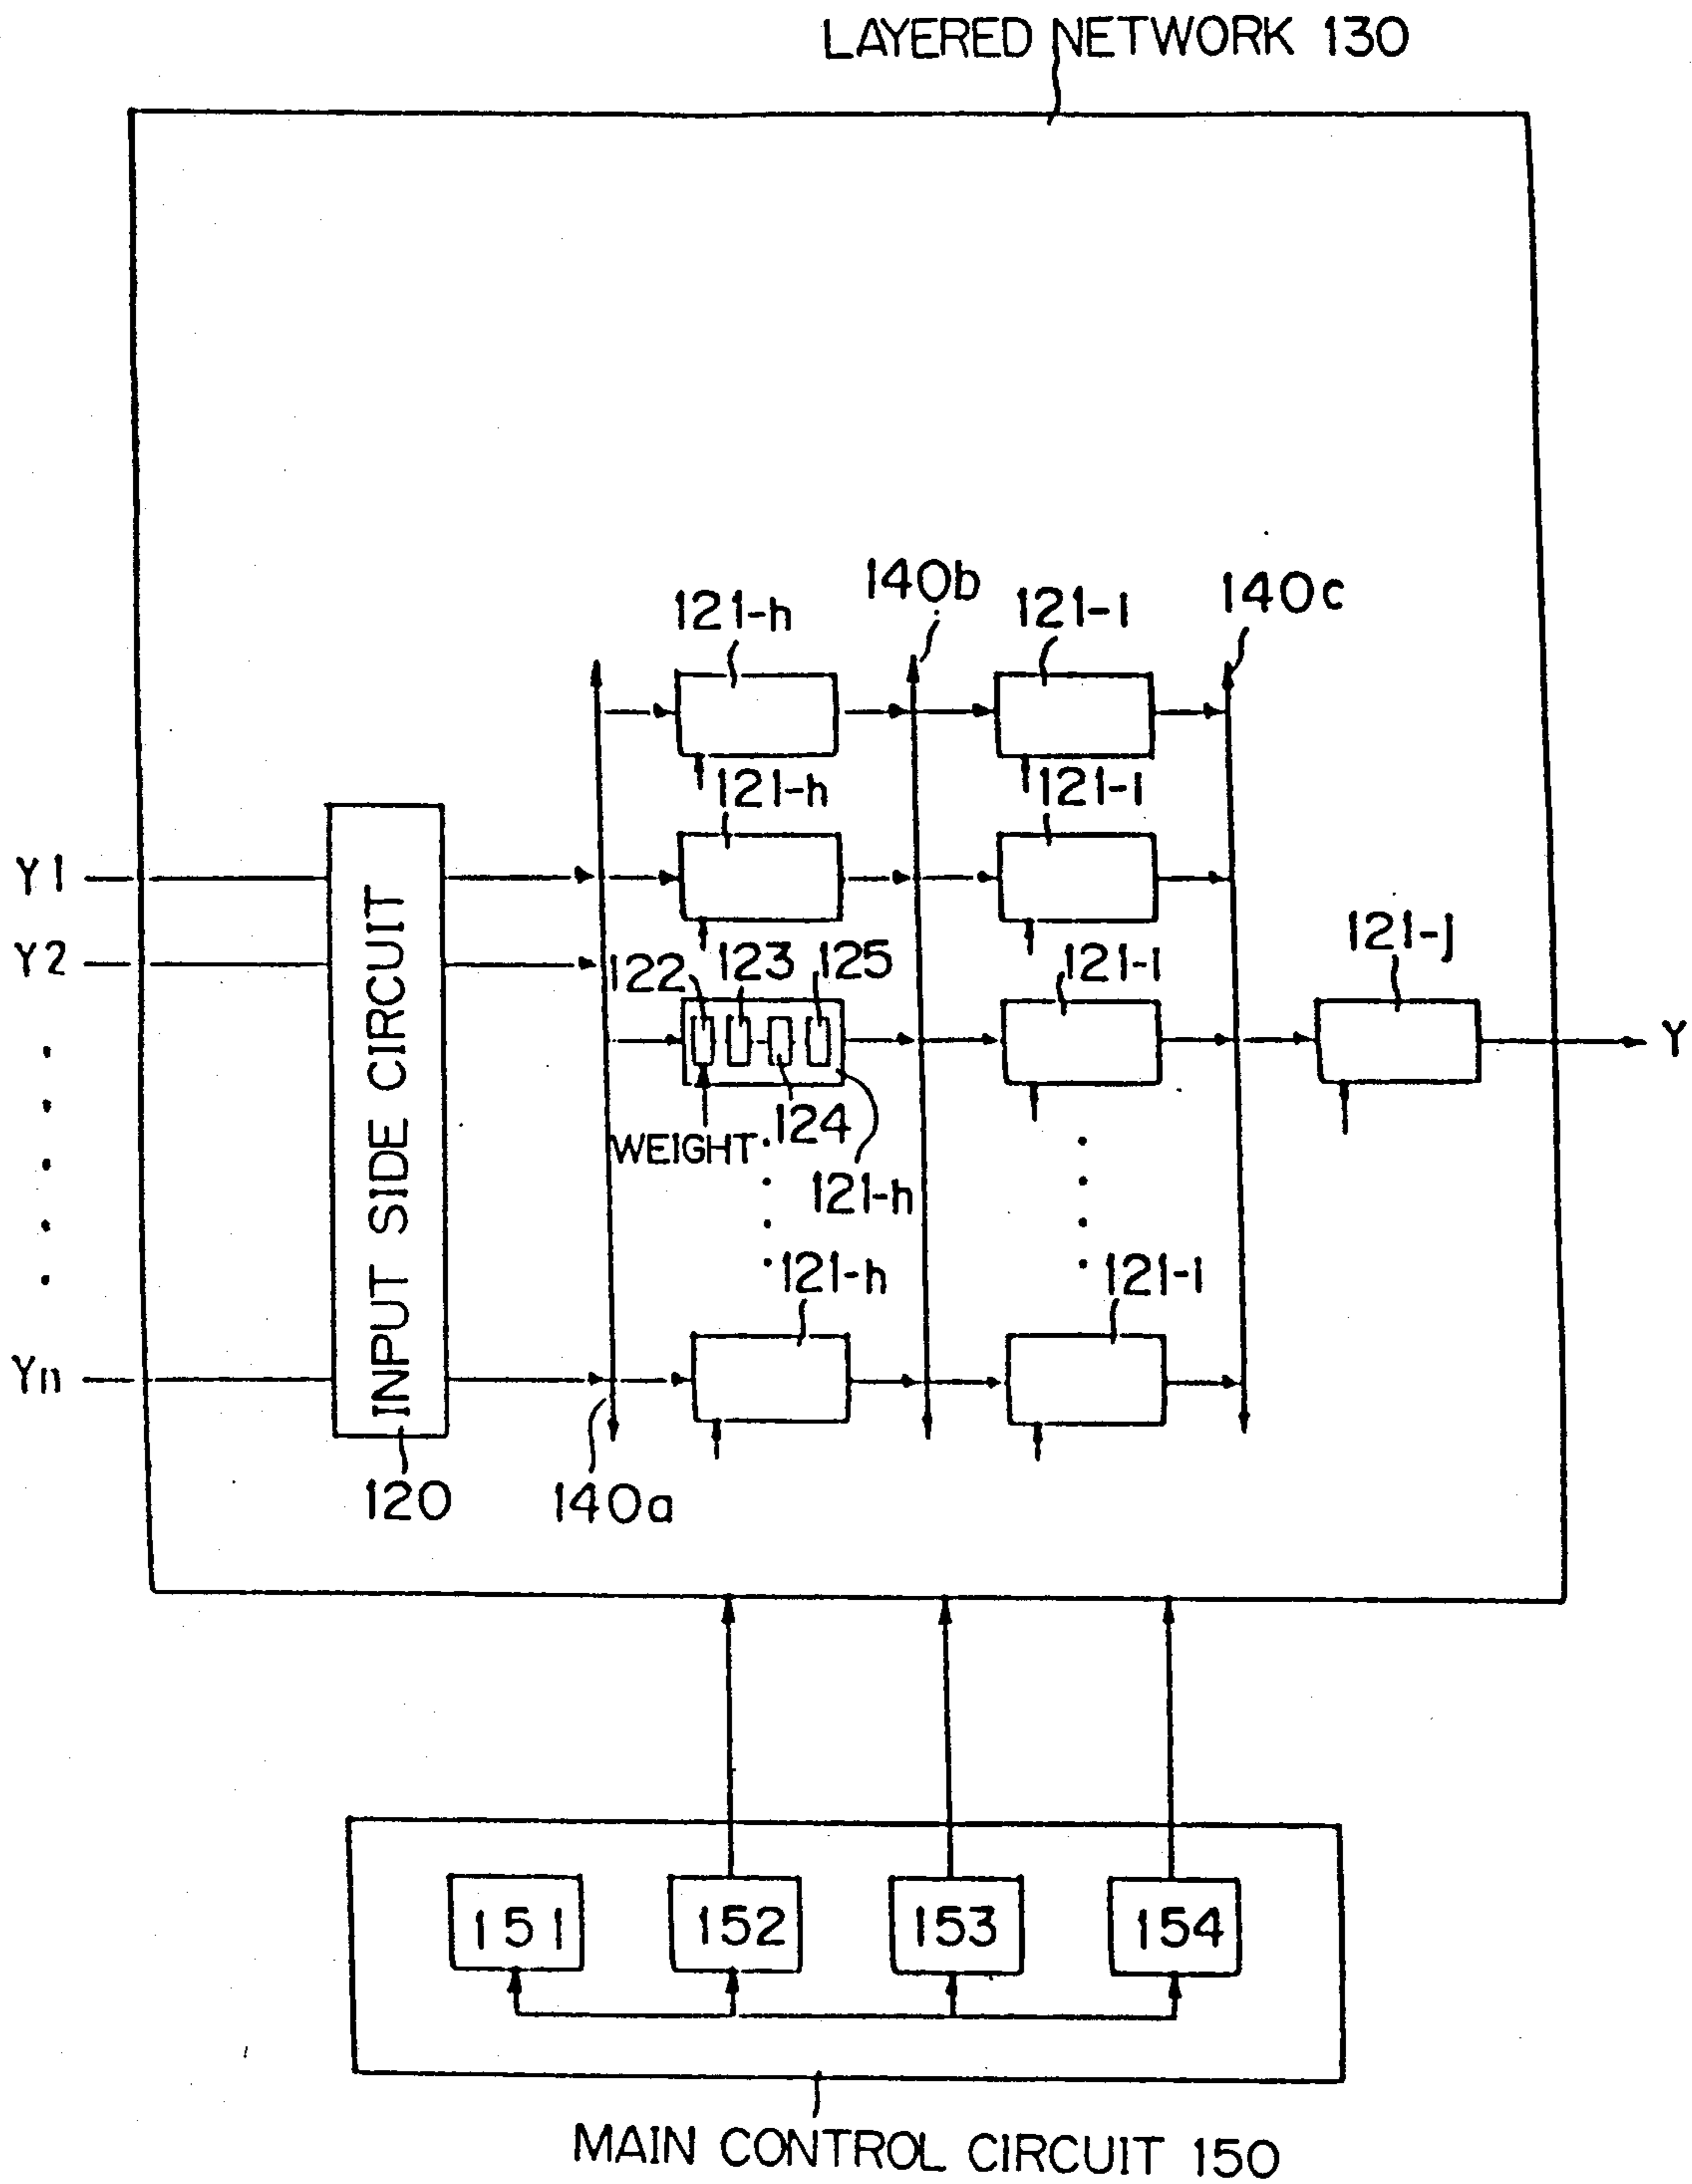 LAYERED NETWORK 130
140b
140c
121-h
121-i
121-h
121-i
Y1
Y2
122
123
125
121-i
121-j
Y
INPUT SIDE CIRCUIT
WEIGHT
124
121-h
121-h
121-i
Yn
120
140a
151
152
153
154
MAIN CONTROL CIRCUIT 150